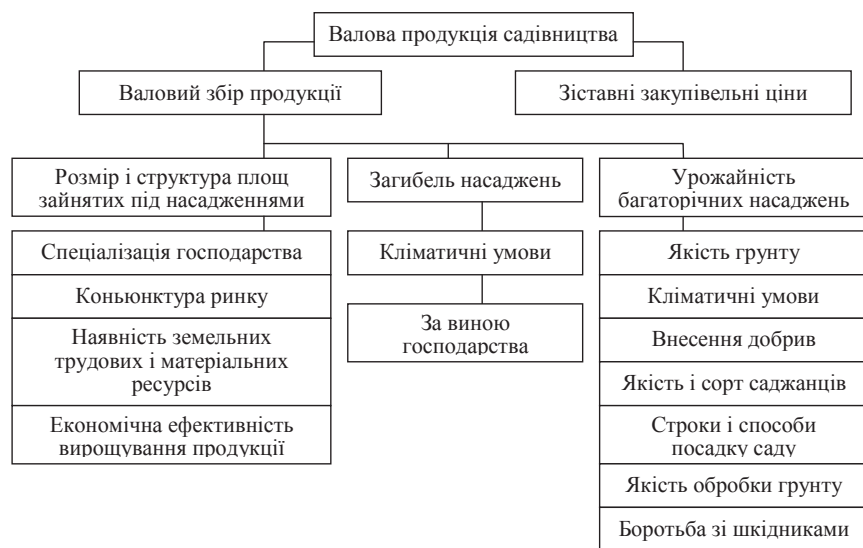 Валова продукція садівництва
Валовий збір продукції
Зіставні закупівельні ціни
Розмір і структура площ
зайнятих під насадженнями
Загибель насаджень
Урожайність
багаторічних насаджень
Спеціалізація господарства
Коньюнктура ринку
Наявність земельних
трудових і матеріальних
ресурсів
Економічна ефективність
вирощування продукції
Кліматичні умови
За виною
господарства
Якість грунту
Кліматичні умови
Внесення добрив
Якість і сорт саджанців
Строки і способи
посадку саду
Якість обробки грунту
Боротьба зі шкідниками